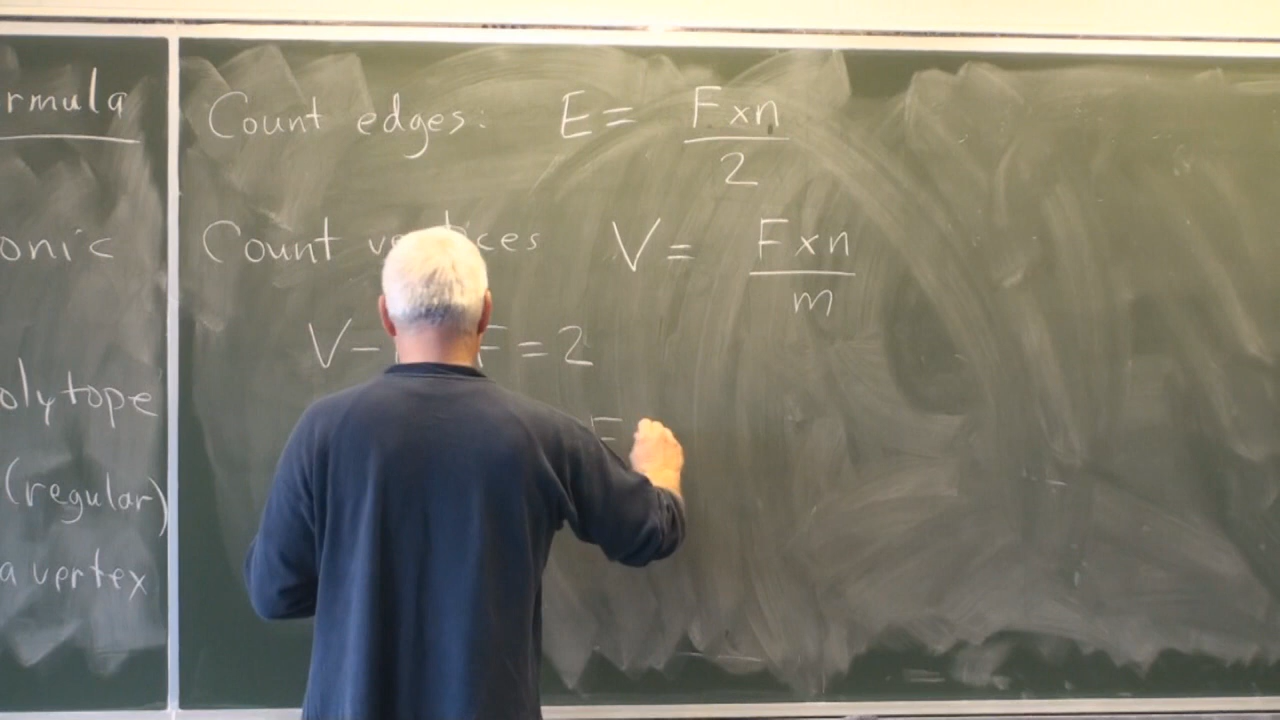 rmula
onic
olytope
(regular)
a vertex
Count edges: E = F×n / 2
Count V = F×n / m
V − F = 2
F